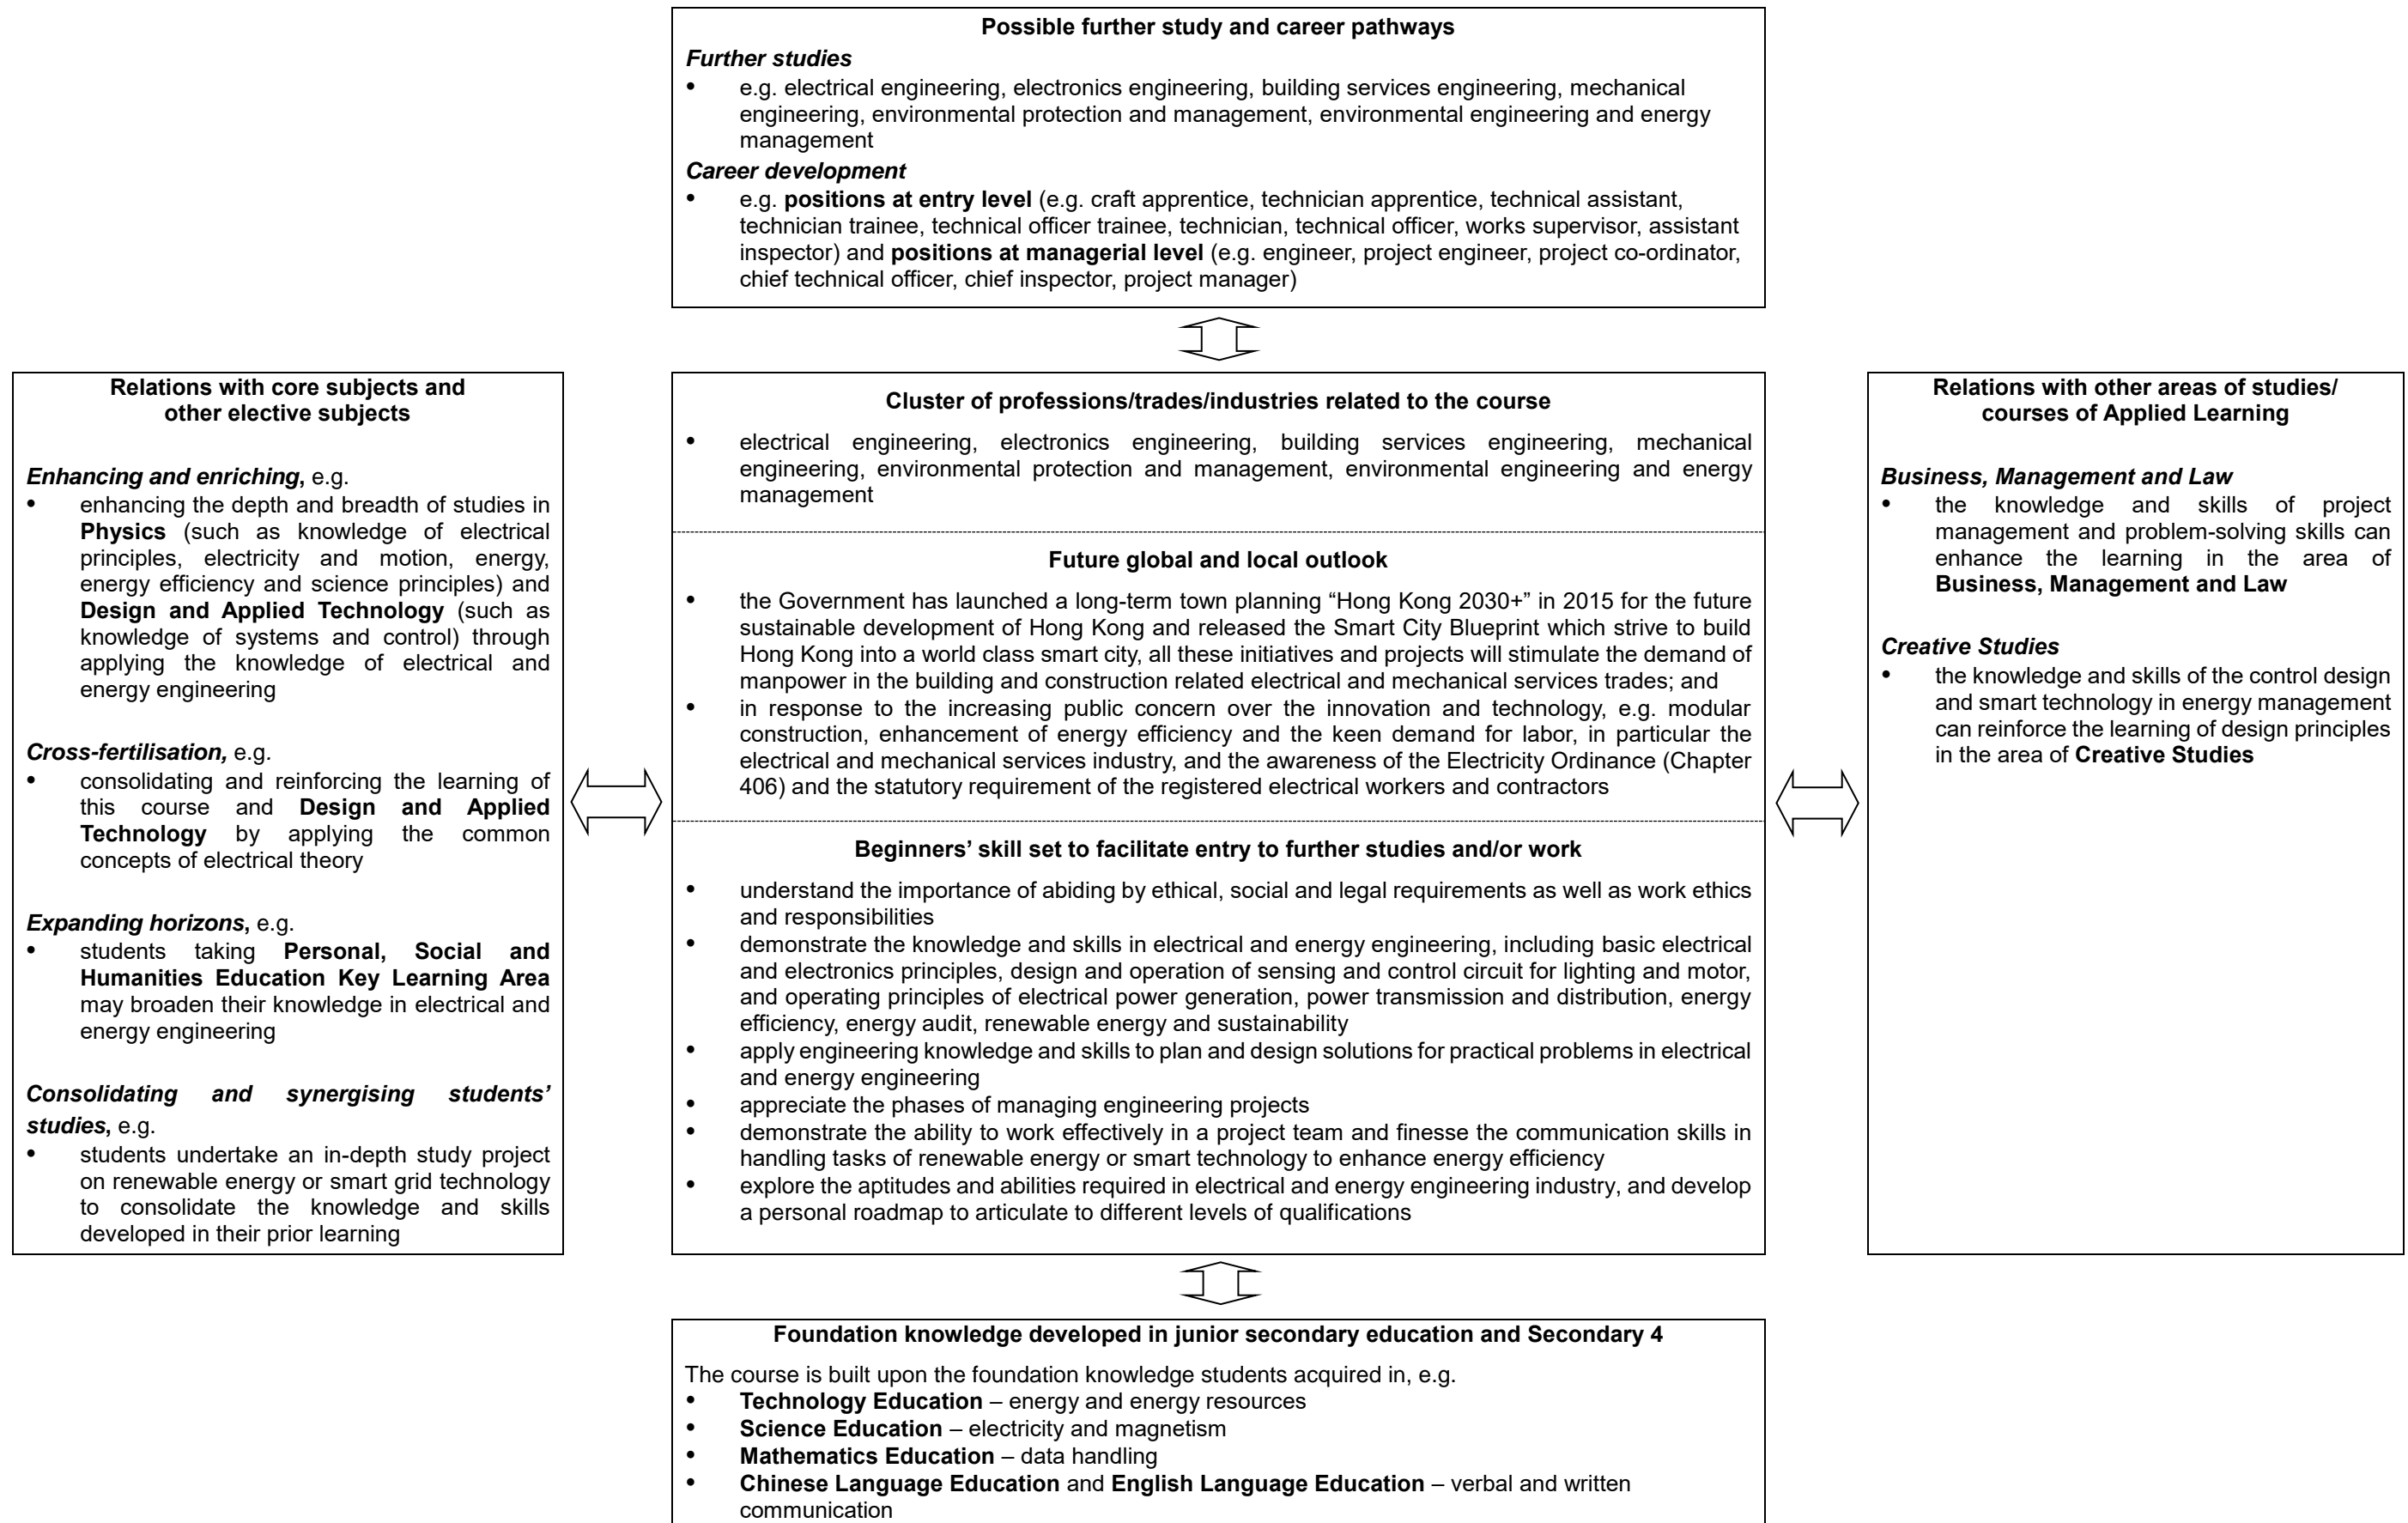 Possible further study and career pathways
Further studies
• e.g. electrical engineering, electronics engineering, building services engineering, mechanical
engineering, environmental protection and management, environmental engineering and energy
management
Career development
• e.g. positions at entry level (e.g. craft apprentice, technician apprentice, technical assistant,
technician trainee, technical officer trainee, technician, technical officer, works supervisor, assistant
inspector) and positions at managerial level (e.g. engineer, project engineer, project co-ordinator,
chief technical officer, chief inspector, project manager)
Relations with core subjects and
other elective subjects
Enhancing and enriching, e.g.
• enhancing the depth and breadth of studies in
Physics (such as knowledge of electrical
principles, electricity and motion, energy,
energy efficiency and science principles) and
Design and Applied Technology (such as
knowledge of systems and control) through
applying the knowledge of electrical and
energy engineering
Cross-fertilisation, e.g.
• consolidating and reinforcing the learning of
this course and Design and Applied
Technology by applying the common
concepts of electrical theory
Expanding horizons, e.g.
• students taking Personal, Social and
Humanities Education Key Learning Area
may broaden their knowledge in electrical and
energy engineering
Consolidating and synergising students’
studies, e.g.
• students undertake an in-depth study project
on renewable energy or smart grid technology
to consolidate the knowledge and skills
developed in their prior learning
Cluster of professions/trades/industries related to the course
• electrical engineering, electronics engineering, building services engineering, mechanical
engineering, environmental protection and management, environmental engineering and energy
management
Future global and local outlook
• the Government has launched a long-term town planning “Hong Kong 2030+” in 2015 for the future
sustainable development of Hong Kong and released the Smart City Blueprint which strive to build
Hong Kong into a world class smart city, all these initiatives and projects will stimulate the demand of
manpower in the building and construction related electrical and mechanical services trades; and
• in response to the increasing public concern over the innovation and technology, e.g. modular
construction, enhancement of energy efficiency and the keen demand for labor, in particular the
electrical and mechanical services industry, and the awareness of the Electricity Ordinance (Chapter
406) and the statutory requirement of the registered electrical workers and contractors
Beginners’ skill set to facilitate entry to further studies and/or work
• understand the importance of abiding by ethical, social and legal requirements as well as work ethics
and responsibilities
• demonstrate the knowledge and skills in electrical and energy engineering, including basic electrical
and electronics principles, design and operation of sensing and control circuit for lighting and motor,
and operating principles of electrical power generation, power transmission and distribution, energy
efficiency, energy audit, renewable energy and sustainability
• apply engineering knowledge and skills to plan and design solutions for practical problems in electrical
and energy engineering
• appreciate the phases of managing engineering projects
• demonstrate the ability to work effectively in a project team and finesse the communication skills in
handling tasks of renewable energy or smart technology to enhance energy efficiency
• explore the aptitudes and abilities required in electrical and energy engineering industry, and develop
a personal roadmap to articulate to different levels of qualifications
Relations with other areas of studies/
courses of Applied Learning
Business, Management and Law
• the knowledge and skills of project
management and problem-solving skills can
enhance the learning in the area of
Business, Management and Law
Creative Studies
• the knowledge and skills of the control design
and smart technology in energy management
can reinforce the learning of design principles
in the area of Creative Studies
Foundation knowledge developed in junior secondary education and Secondary 4
The course is built upon the foundation knowledge students acquired in, e.g.
• Technology Education – energy and energy resources
• Science Education – electricity and magnetism
• Mathematics Education – data handling
• Chinese Language Education and English Language Education – verbal and written
communication